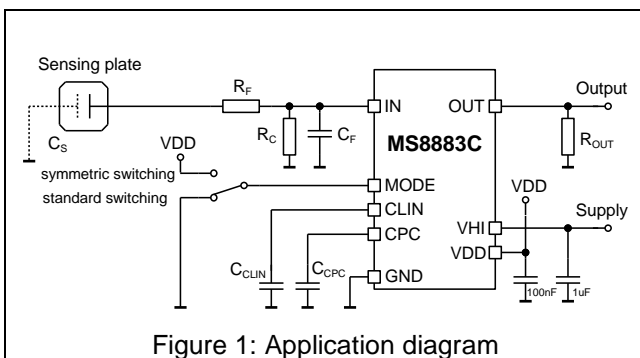 Sensing plate
C_S
R_F
R_C
C_F
IN
OUT
Output
MS8883C
R_OUT
VDD
symmetric switching
standard switching
MODE
CLIN
CPC
GND
VHI
VDD
VDD
Supply
C_CLIN
C_CPC
100nF
1uF
Figure 1: Application diagram